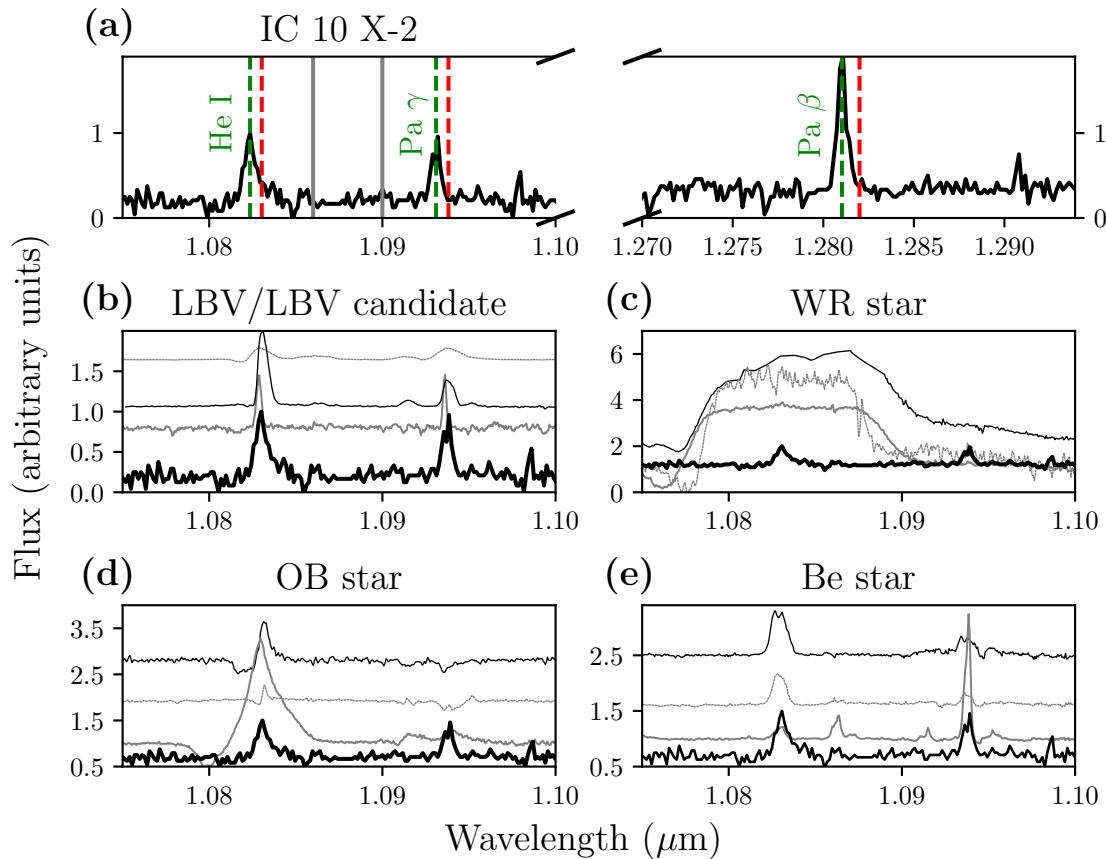 (a) IC 10 X-2
He I
Pa γ
Pa β
1
0
1.08 1.09 1.10
1
0
1.270 1.275 1.280 1.285 1.290
Flux (arbitrary units)
(b) LBV/LBV candidate
1.5
1.0
0.5
0.0
1.08 1.09 1.10
(c) WR star
6
4
2
0
1.08 1.09 1.10
(d) OB star
3.5
2.5
1.5
0.5
1.08 1.09 1.10
(e) Be star
2.5
1.5
0.5
1.08 1.09 1.10
Wavelength (μm)